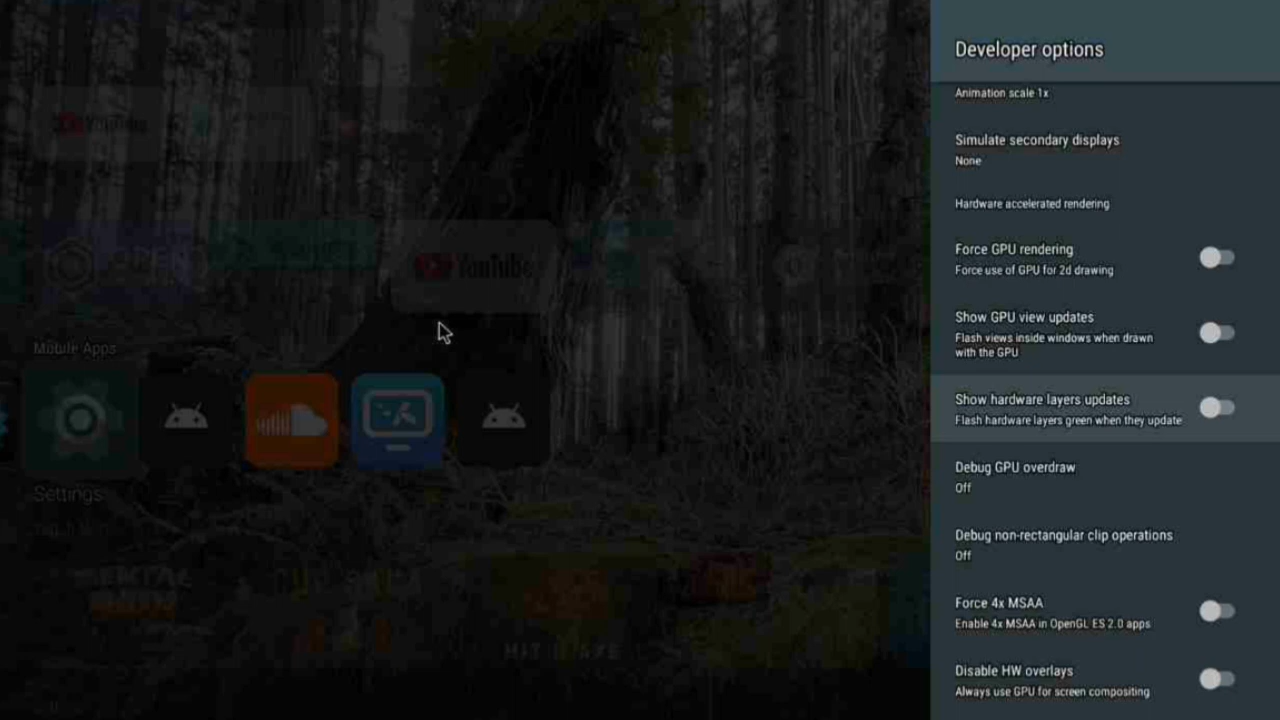 Developer options
Animation scale 1x
Simulate secondary displays
None
Hardware accelerated rendering
Force GPU rendering
Force use of GPU for 2d drawing
Show GPU view updates
Flash views inside windows when drawn
with the GPU
Show hardware layers updates
Flash hardware layers green when they update
Debug GPU overdraw
Off
Debug non-rectangular clip operations
Off
Force 4x MSAA
Enable 4x MSAA in OpenGL ES 2.0 apps
Disable HW overlays
Always use GPU for screen compositing
YouTube
YouTube
Mobile Apps
Settings